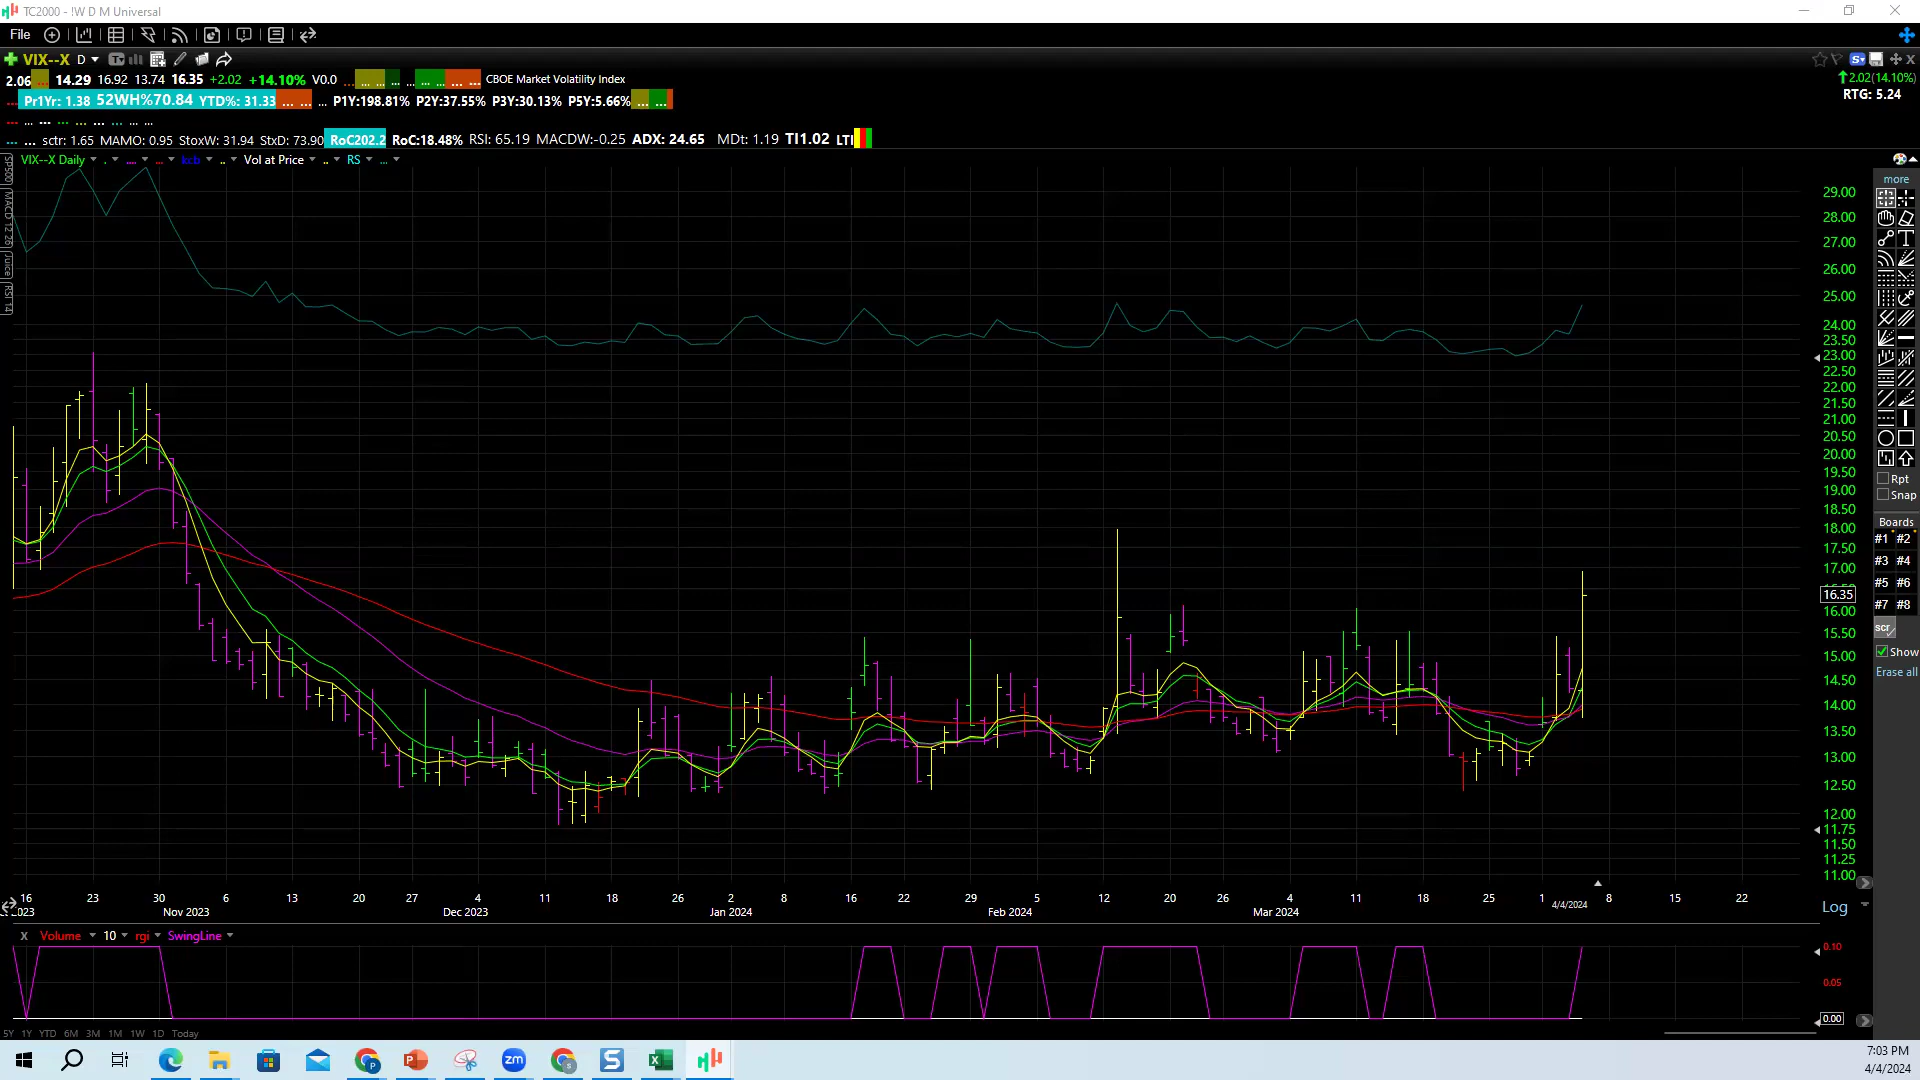 TC2000 - !W D M Universal
File
VIX--X D
2.06 ... 14.29 16.92 13.74 16.35 +2.02 +14.10% V0.0 ... ... ... ... ... ... ... ... CBOE Market Volatility Index
2.02(14.10%)
RTG: 5.24
... Pr1Yr: 1.38 52WH%70.84 YTD%: 31.33 ... ... ... P1Y:198.81% P2Y:37.55% P3Y:30.13% P5Y:5.66% ... ...
... ... ... ... ... ... ... ...
... ... sctr: 1.65 MAMO: 0.95 StoxW: 31.94 StxD: 73.90 RoC202.2 RoC:18.48% RSI: 65.19 MACDW:-0.25 ADX: 24.65 MDt: 1.19 TI1.02 LTI
VIX--X Daily . .... ... kcb .. Vol at Price .. RS ...
SP500
MACD 12 26
Juice
RSI 14
29.00
28.00
27.00
26.00
25.00
24.00
23.50
23.00
22.50
22.00
21.50
21.00
20.50
20.00
19.50
19.00
18.50
18.00
17.50
17.00
16.35
16.00
15.50
15.00
14.50
14.00
13.50
13.00
12.50
12.00
11.75
11.50
11.25
11.00
more
Rpt
Snap
Boards
#1 #2
#3 #4
#5 #6
#7 #8
scr
Show
Erase all
16 23 30 6 13 20 27 4 11 18 26 2 8 16 22 29 5 12 20 26 4 11 18 25 1 4/4/2024 8 15 22
2023 Nov 2023 Dec 2023 Jan 2024 Feb 2024 Mar 2024
Log
X Volume 10 rgi SwingLine
0.10
0.05
0.00
5Y 1Y YTD 6M 3M 1M 1W 1D Today
P
P
zm
S
S
X
7:03 PM
4/4/2024